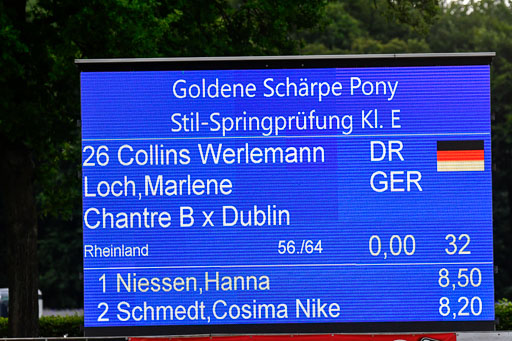 Goldene Schärpe Pony
Stil-Springprüfung Kl. E
26 Collins Werlemann DR
Loch,Marlene GER
Chantre B x Dublin
Rheinland 56./64 0,00 32
1 Niessen,Hanna 8,50
2 Schmedt,Cosima Nike 8,20